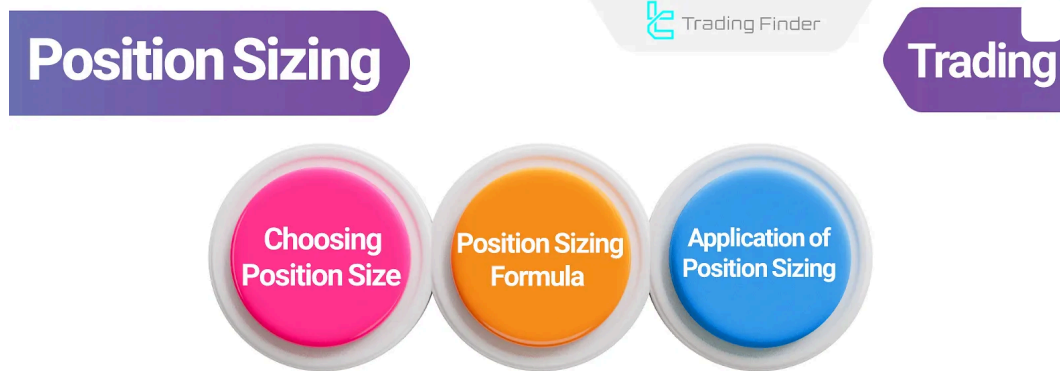 Position Sizing
Trading Finder
Trading
Choosing
Position Size
Position Sizing
Formula
Application of
Position Sizing